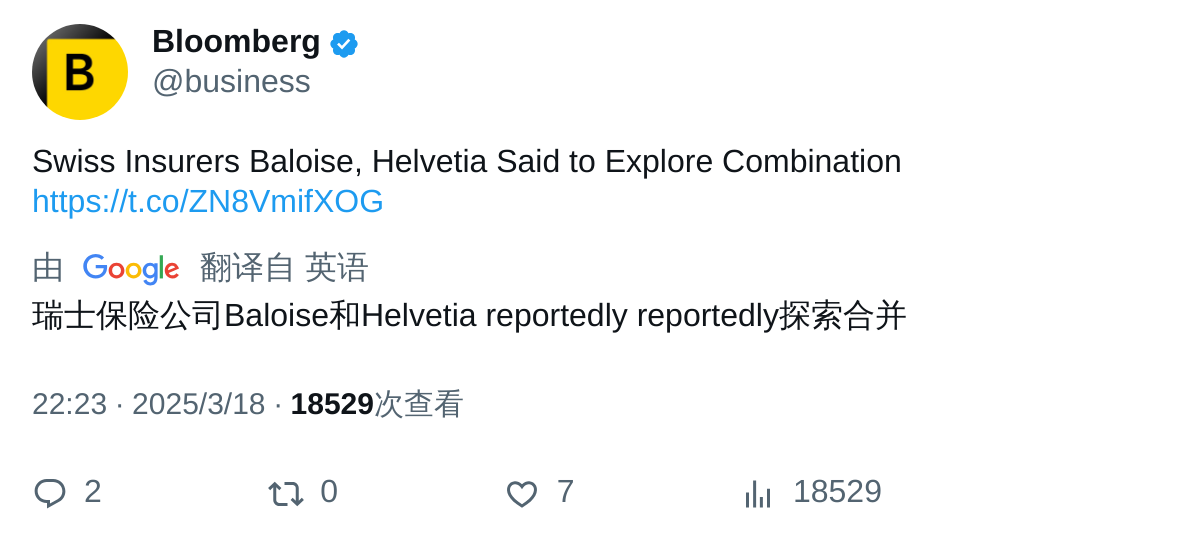 B
Bloomberg
@business
Swiss Insurers Baloise, Helvetia Said to Explore Combination
https://t.co/ZN8VmifXOG
由 Google 翻译自 英语
瑞士保险公司Baloise和Helvetia reportedly reportedly探索合并
22:23 · 2025/3/18 · 18529次查看
2 0 7 18529